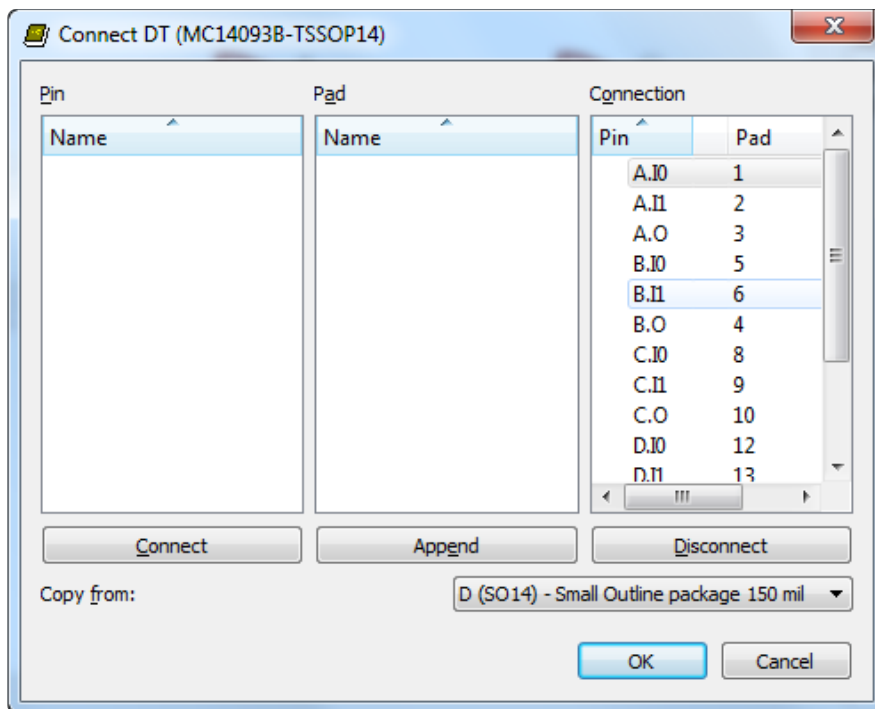 Connect DT (MC14093B-TSSOP14)
Pin Pad Connection
Name Name Pin Pad
A.I0 1
A.I1 2
A.O 3
B.I0 5
B.I1 6
B.O 4
C.I0 8
C.I1 9
C.O 10
D.I0 12
D.I1 13
Connect Append Disconnect
Copy from: D (SO14) - Small Outline package 150 mil
OK Cancel